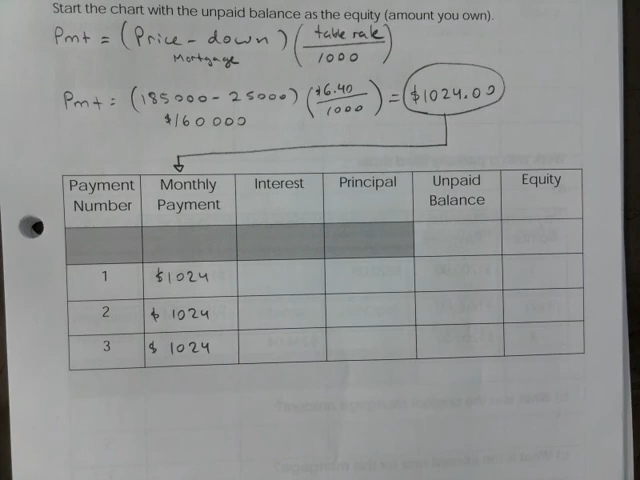 Start the chart with the unpaid balance as the equity (amount you own).
Pmt = (Price - down) (table rate / 1000)
Mortgage
Pmt = (185000 - 25000) ($6.40 / 1000) = $1024.00
$160000
Payment Number Monthly Payment Interest Principal Unpaid Balance Equity
1 $1024
2 $1024
3 $1024